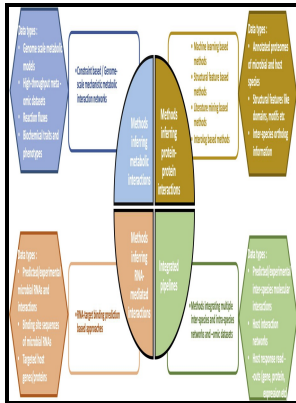 Data types :
• Genome scale metabolic
models
• High-throughput meta -
omic datasets
• Reaction fluxes
• Biochemical traits and
phenotypes
•Constraint based / Genome-
scale mechanistic metabolic
interaction networks
Methods
inferring
metabolic
interactions
Methods
inferring
protein-
protein
interactions
• Machine learning based
methods
• Structural feature based
methods
• Literature mining based
methods
• Interolog based methods
Data types :
• Annotated proteomes
of microbial and host
species
• Structural features like
domains, motifs etc
• Inter-species ortholog
information
Data types :
• Predicted/experimental
microbial RNAs and
interactions
• Binding site sequences
of microbial RNAs
• Targeted host
genes/proteins
•RNA-target binding prediction
based approaches
Methods
inferring
RNA-
mediated
interactions
Integrated
pipelines
•Methods integrating multiple
inter-species and intra-species
networks and –omic datasets
Data types :
• Predicted/experimental
inter-species molecular
interactions
• Host interaction
networks
• Host response read -
outs (gene, protein,
expression etc)